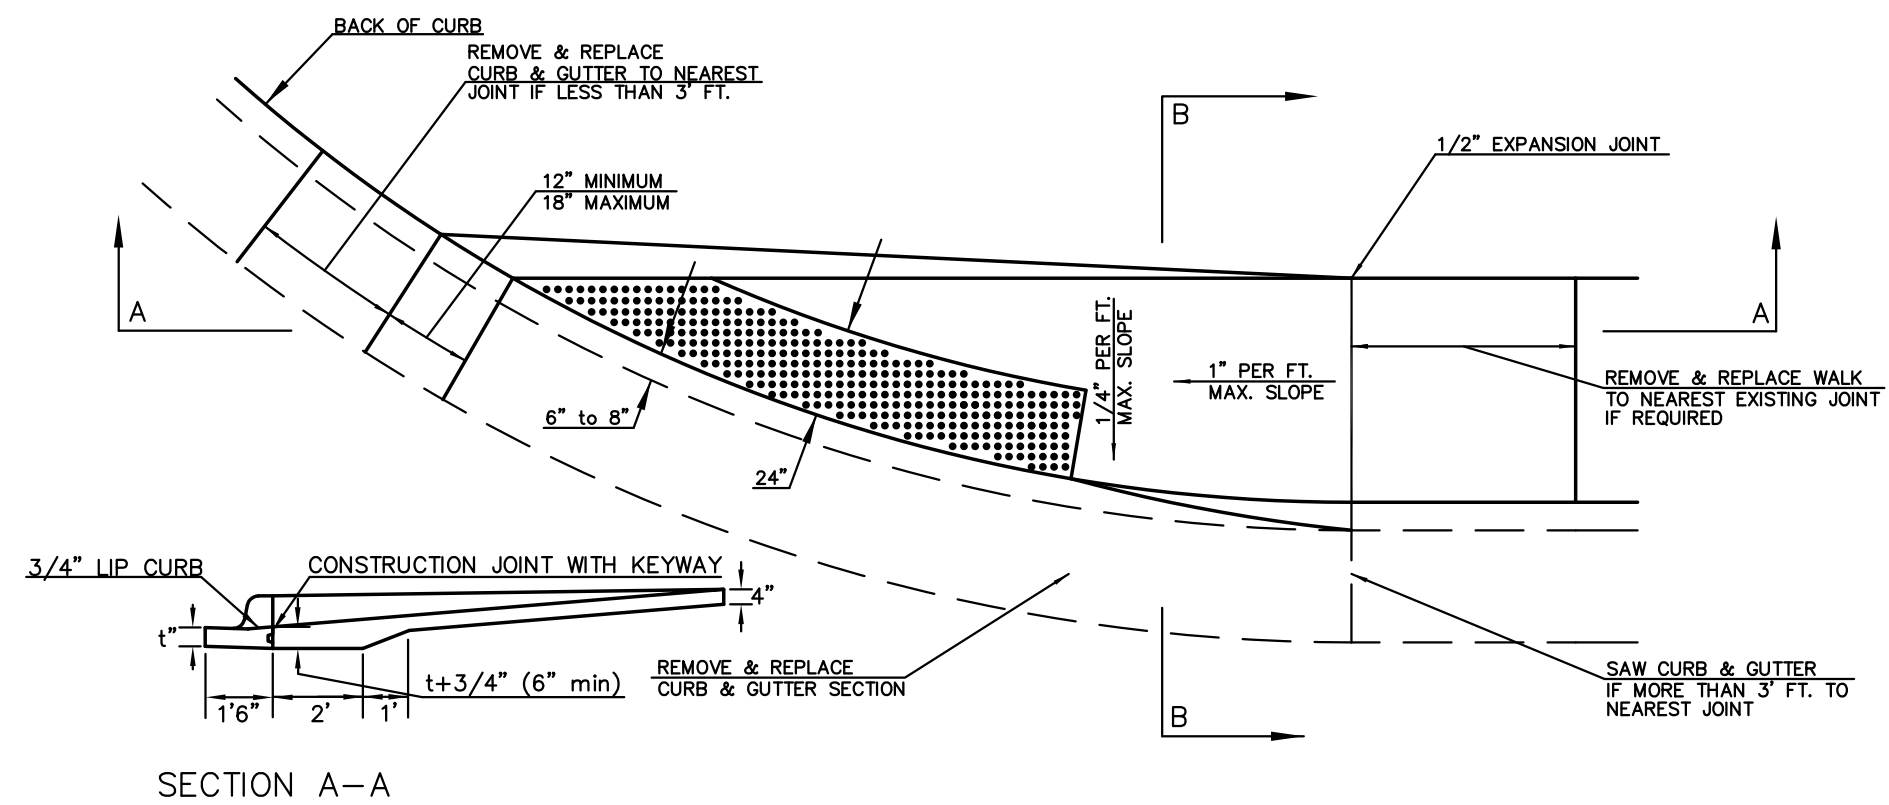 BACK OF CURB
REMOVE & REPLACE
CURB & GUTTER TO NEAREST
JOINT IF LESS THAN 3' FT.
B
1/2" EXPANSION JOINT
12" MINIMUM
18" MAXIMUM
A
A
1/4" PER FT.
MAX. SLOPE
1" PER FT.
MAX. SLOPE
REMOVE & REPLACE WALK
TO NEAREST EXISTING JOINT
IF REQUIRED
6" to 8"
24"
3/4" LIP CURB
CONSTRUCTION JOINT WITH KEYWAY
4"
t"
REMOVE & REPLACE
CURB & GUTTER SECTION
SAW CURB & GUTTER
IF MORE THAN 3' FT. TO
NEAREST JOINT
t+3/4" (6" min)
1'6"
2'
1'
B
SECTION A-A